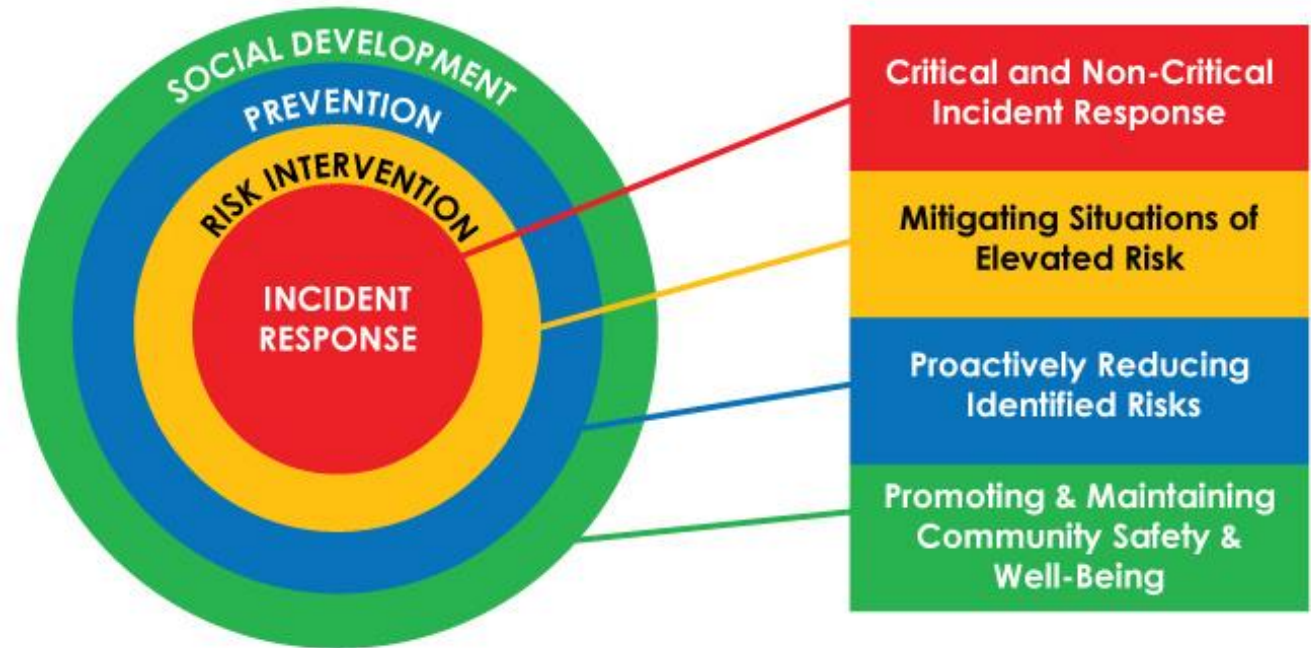 SOCIAL DEVELOPMENT
PREVENTION
RISK INTERVENTION
INCIDENT
RESPONSE
Critical and Non-Critical
Incident Response
Mitigating Situations of
Elevated Risk
Proactively Reducing
Identified Risks
Promoting & Maintaining
Community Safety &
Well-Being